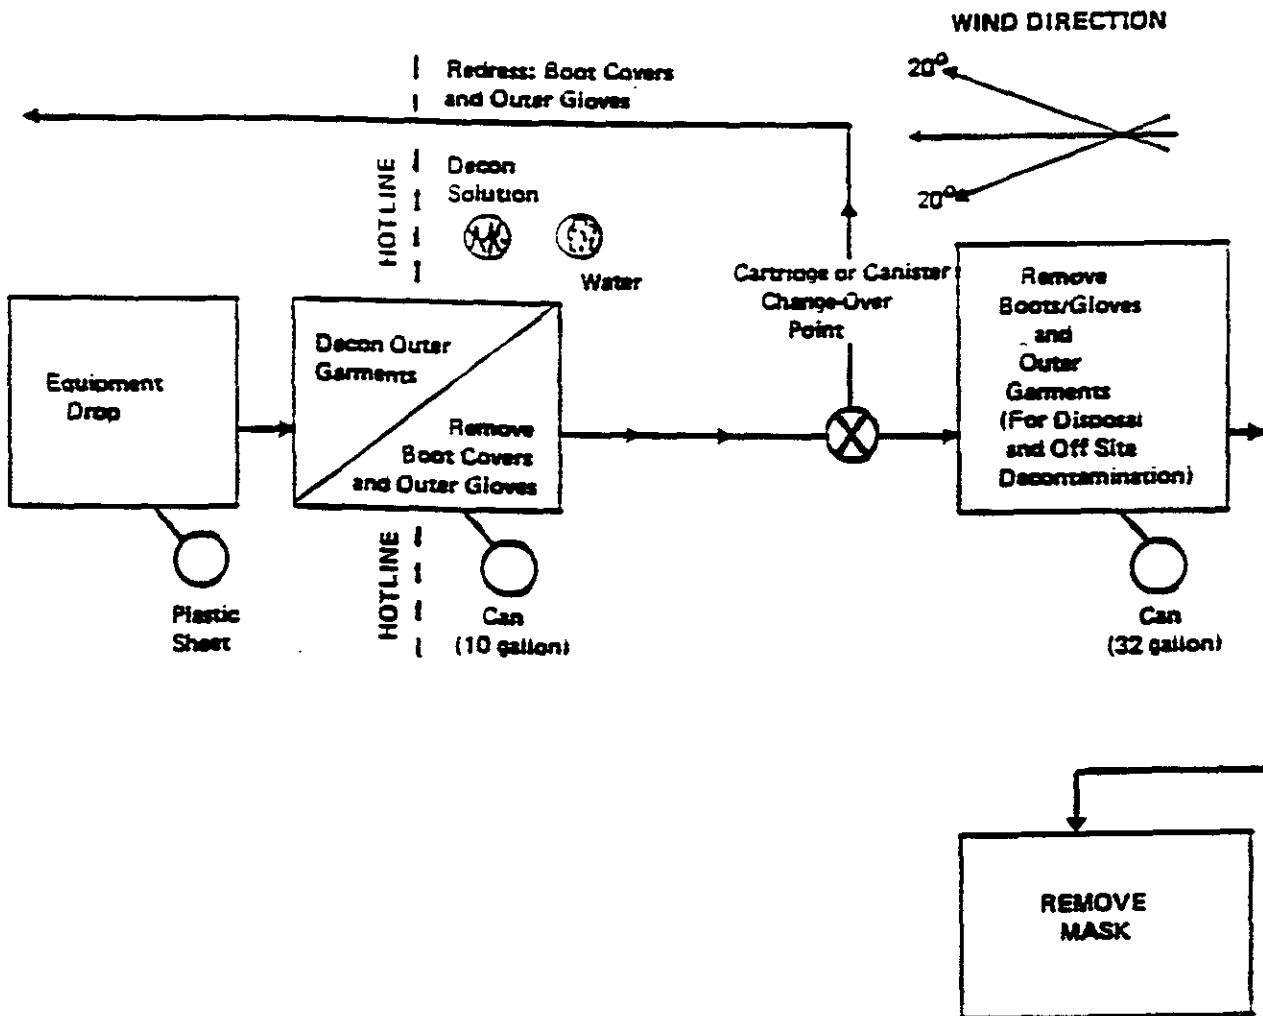 WIND DIRECTION
Redress: Boot Covers
and Outer Gloves
20°
20°
HOTLINE
Decon
Solution
Water
Cartridge or Canister
Change-Over
Point
Equipment
Drop
Decon Outer
Garments
Remove
Boot Covers
and Outer Gloves
Remove
Boots/Gloves
and
Outer
Garments
(For Disposal
and Off Site
Decontamination)
HOTLINE
Plastic
Sheet
Can
(10 gallon)
Can
(32 gallon)
REMOVE
MASK